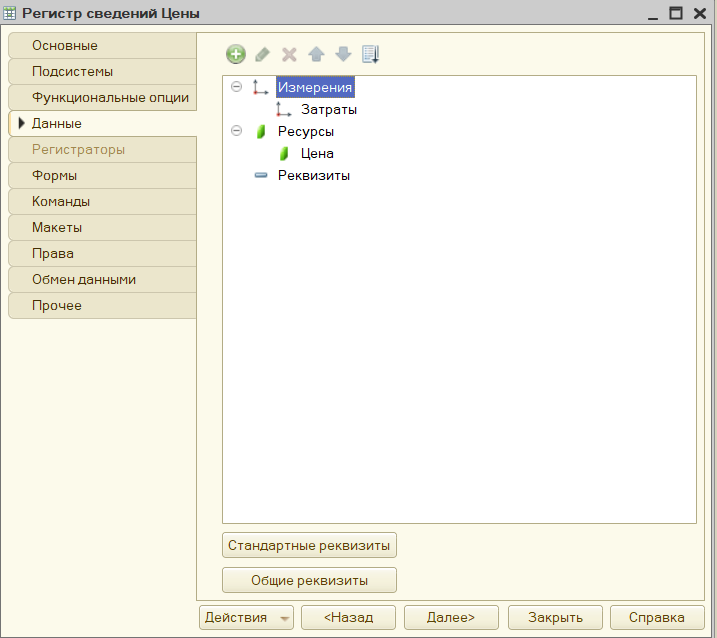 Регистр сведений Цены
Основные
Подсистемы
Функциональные опции
Данные
Регистраторы
Формы
Команды
Макеты
Права
Обмен данными
Прочее
Измерения
Затраты
Ресурсы
Цена
Реквизиты
Стандартные реквизиты
Общие реквизиты
Действия <Назад Далее> Закрыть Справка